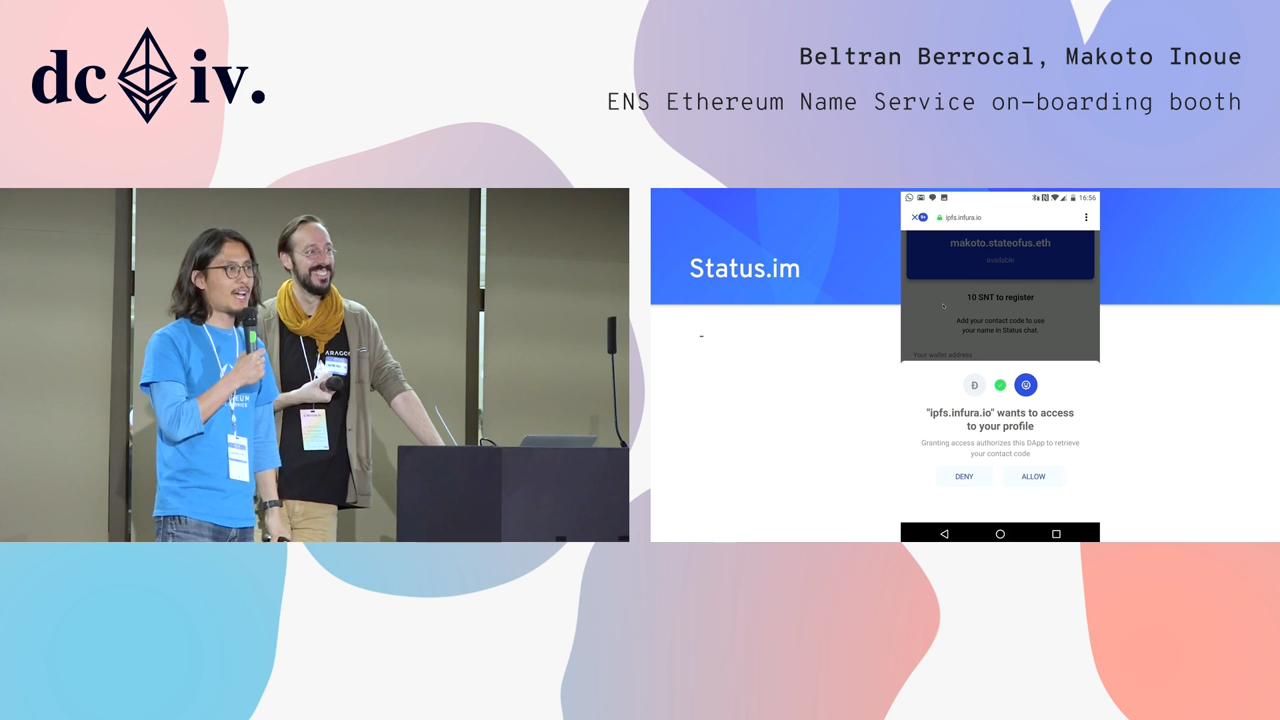 dc iv.
Beltran Berrocal, Makoto Inoue
ENS Ethereum Name Service on-boarding booth
ARAGON
Status.im
-
16:56
ipfs.infura.io
makoto.stateofus.eth
available
10 SNT to register
Add your contact code to use
your name in Status chat.
Your wallet address
"ipfs.infura.io" wants to access
to your profile
Granting access authorizes this DApp to retrieve
your contact code
DENY
ALLOW